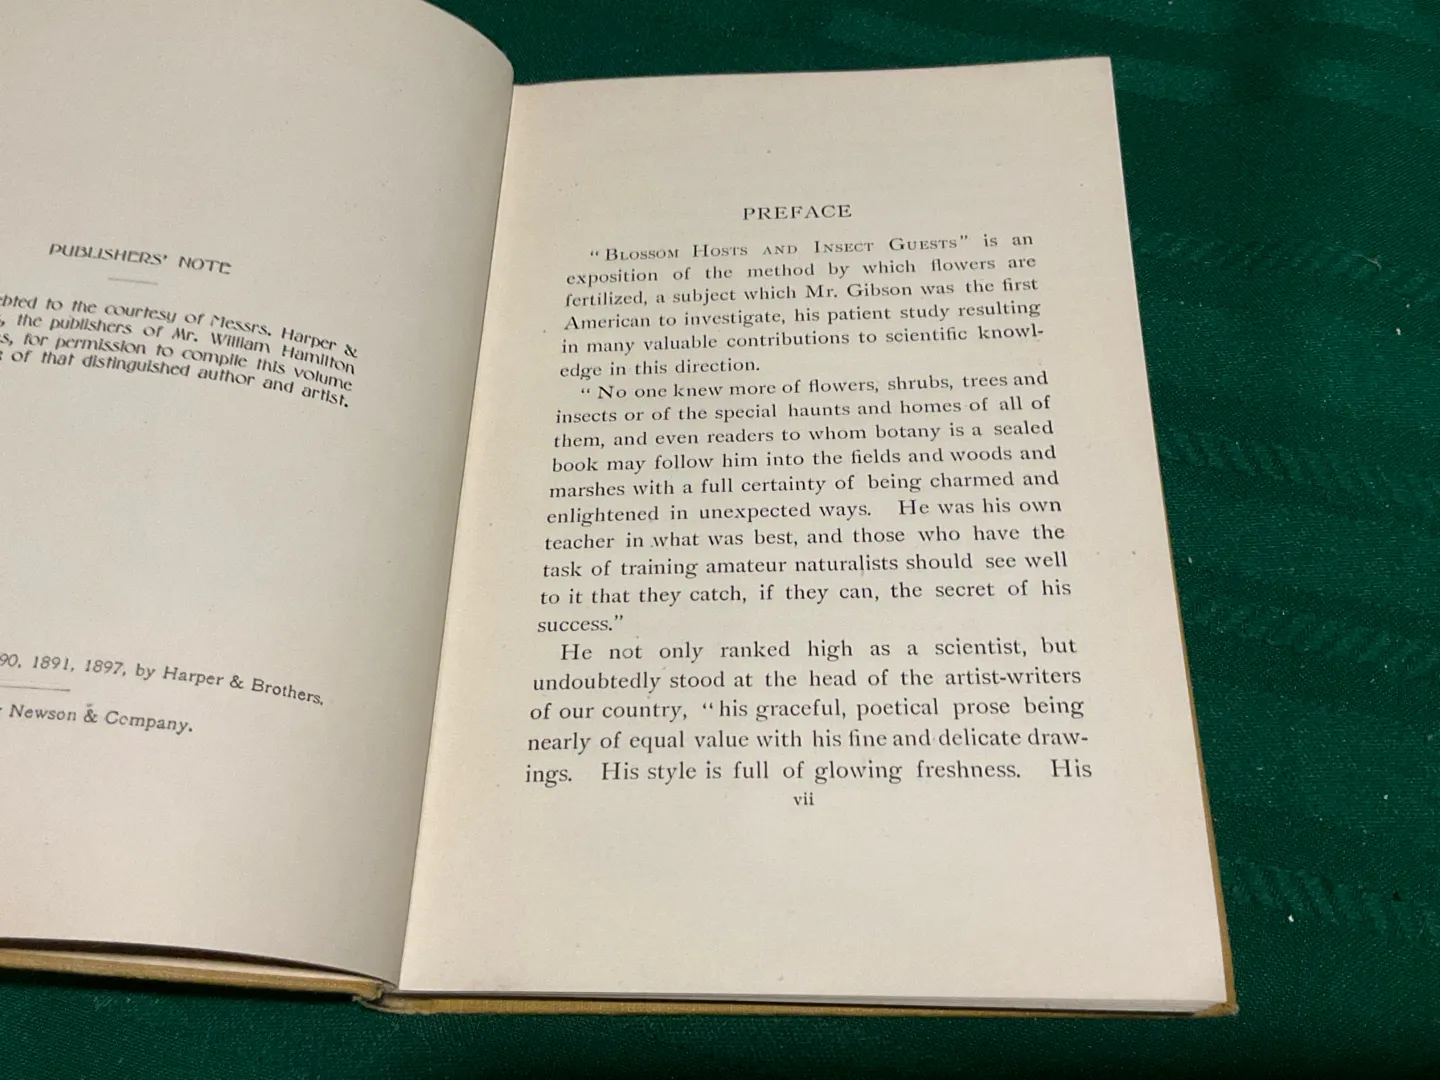 PUBLISHERS' NOTE
to the courtesy of Messrs. Harper &
the publishers of Mr. William Hamilton
for permission to compile this volume
of that distinguished author and artist.
90, 1891, 1897, by Harper & Brothers.
Newson & Company.
PREFACE
“BLOSSOM HOSTS AND INSECT GUESTS” is an
exposition of the method by which flowers are
fertilized, a subject which Mr. Gibson was the first
American to investigate, his patient study resulting
in many valuable contributions to scientific knowl-
edge in this direction.
“No one knew more of flowers, shrubs, trees and
insects or of the special haunts and homes of all of
them, and even readers to whom botany is a sealed
book may follow him into the fields and woods and
marshes with a full certainty of being charmed and
enlightened in unexpected ways. He was his own
teacher in what was best, and those who have the
task of training amateur naturalists should see well
to it that they catch, if they can, the secret of his
success.”
He not only ranked high as a scientist, but
undoubtedly stood at the head of the artist-writers
of our country, “his graceful, poetical prose being
nearly of equal value with his fine and delicate draw-
ings. His style is full of glowing freshness. His
vii